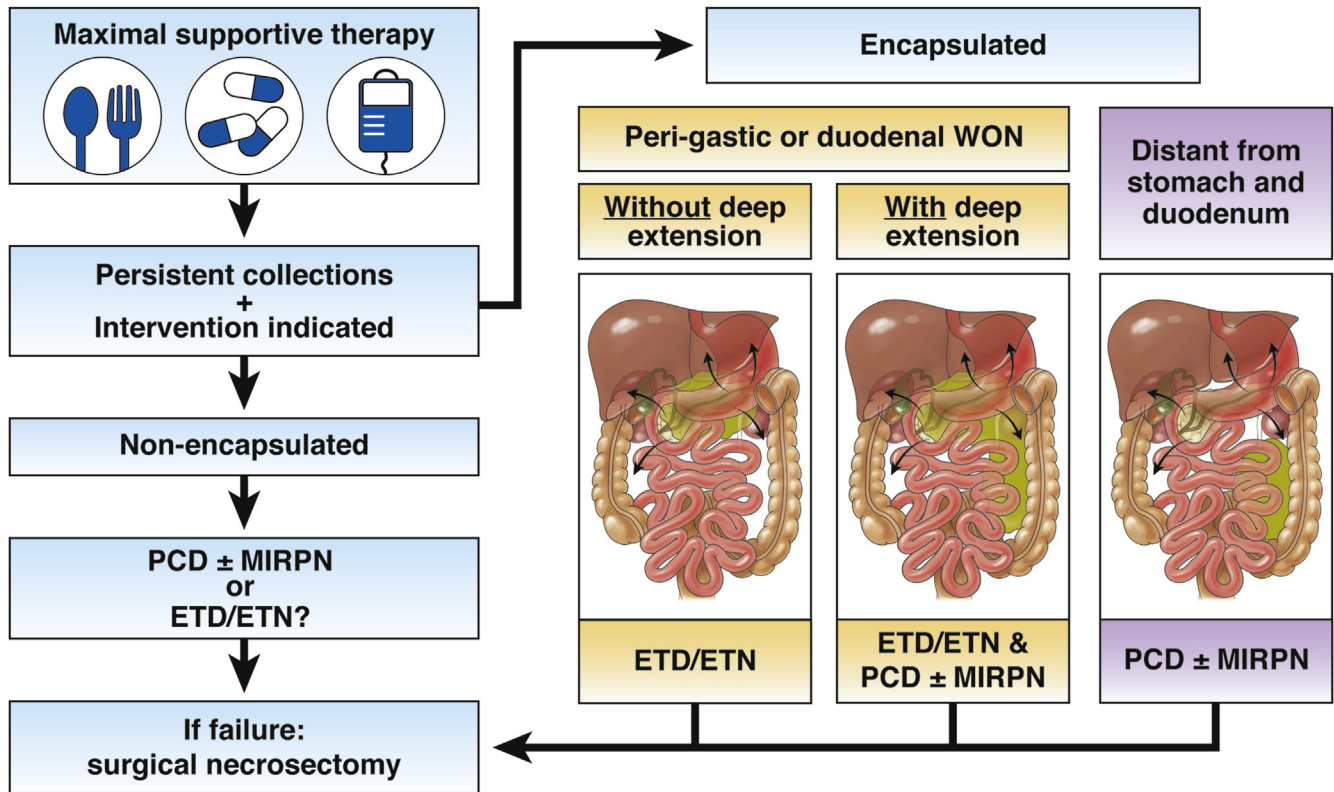 Maximal supportive therapy
Persistent collections
+
Intervention indicated
Non-encapsulated
PCD ± MIRPN
or
ETD/ETN?
If failure:
surgical necrosectomy
Encapsulated
Peri-gastic or duodenal WON
Without deep
extension
With deep
extension
Distant from
stomach and
duodenum
ETD/ETN
ETD/ETN &
PCD ± MIRPN
PCD ± MIRPN